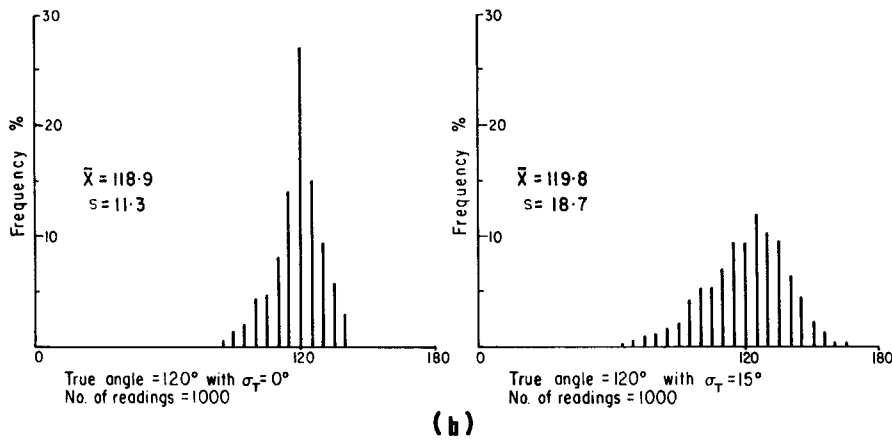 30
20
10
Frequency %
X̄ = 118·9
s = 11·3
0 120 180
True angle = 120° with σT = 0°
No. of readings = 1000
30
20
10
Frequency %
X̄ = 119·8
s = 18·7
0 120 180
True angle = 120° with σT = 15°
No. of readings = 1000
(b)